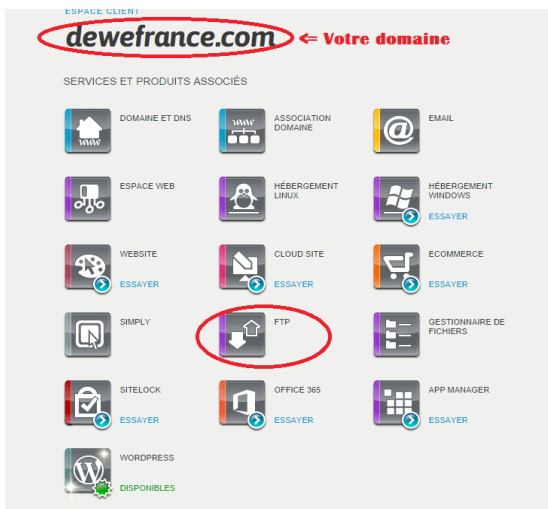 ESPACE CLIENT
dewefrance.com ⇐ Votre domaine
SERVICES ET PRODUITS ASSOCIÉS
DOMAINE ET DNS
www
ASSOCIATION
DOMAINE
www
EMAIL
@
ESPACE WEB
HÉBERGEMENT
LINUX
HÉBERGEMENT
WINDOWS
ESSAYER
WEBSITE
ESSAYER
CLOUD SITE
ESSAYER
ECOMMERCE
ESSAYER
SIMPLY
FTP
GESTIONNAIRE DE
FICHIERS
SITELOCK
ESSAYER
OFFICE 365
ESSAYER
APP MANAGER
ESSAYER
WORDPRESS
DISPONIBLES